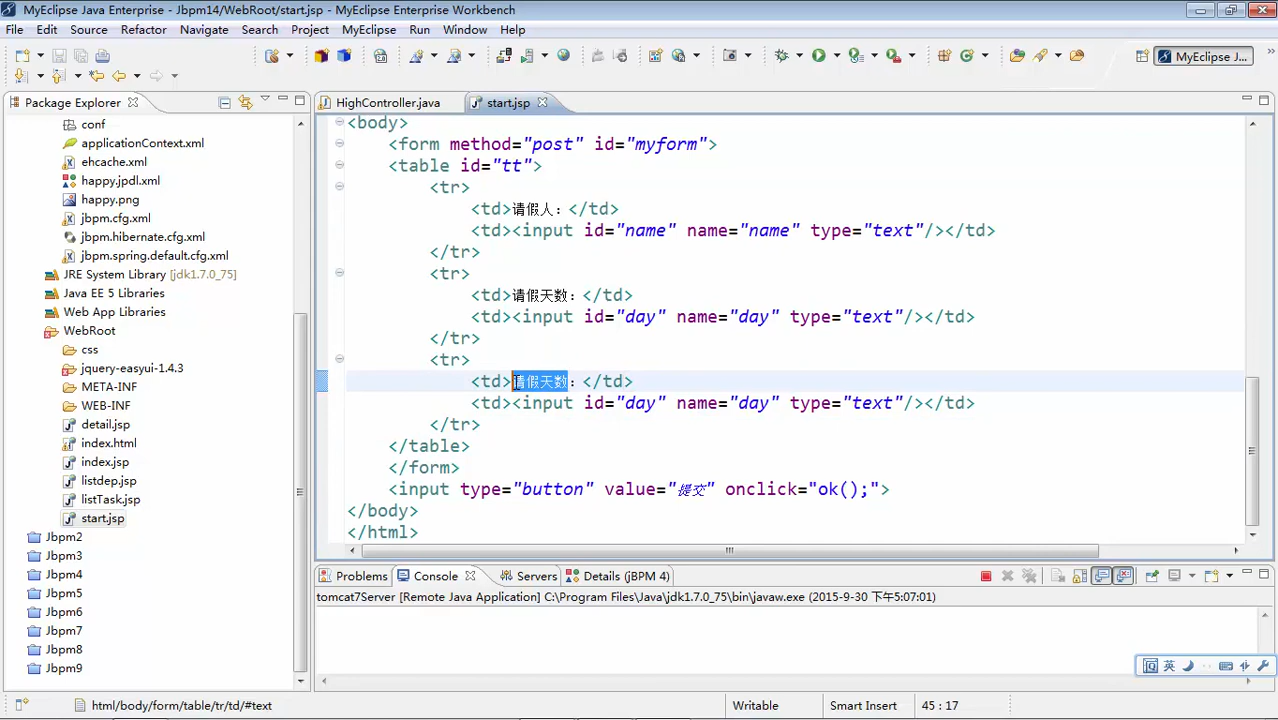 MyEclipse Java Enterprise - Jbpm14/WebRoot/start.jsp - MyEclipse Enterprise Workbench
File Edit Source Refactor Navigate Search Project MyEclipse Run Window Help
MyEclipse J...
Package Explorer
HighController.java
start.jsp
conf
applicationContext.xml
ehcache.xml
happy.jpdl.xml
happy.png
jbpm.cfg.xml
jbpm.hibernate.cfg.xml
jbpm.spring.default.cfg.xml
JRE System Library [jdk1.7.0_75]
Java EE 5 Libraries
Web App Libraries
WebRoot
css
jquery-easyui-1.4.3
META-INF
WEB-INF
detail.jsp
index.html
index.jsp
listdep.jsp
listTask.jsp
start.jsp
Jbpm2
Jbpm3
Jbpm4
Jbpm5
Jbpm6
Jbpm7
Jbpm8
Jbpm9
<body>
<form method="post" id="myform">
<table id="tt">
<tr>
<td>请假人：</td>
<td><input id="name" name="name" type="text"/></td>
</tr>
<tr>
<td>请假天数：</td>
<td><input id="day" name="day" type="text"/></td>
</tr>
<tr>
<td>请假天数：</td>
<td><input id="day" name="day" type="text"/></td>
</tr>
</table>
</form>
<input type="button" value="提交" onclick="ok();">
</body>
</html>
Problems Console Servers Details (jBPM 4)
tomcat7Server [Remote Java Application] C:\Program Files\Java\jdk1.7.0_75\bin\javaw.exe (2015-9-30 下午5:07:01)
英
html/body/form/table/tr/td/#text
Writable
Smart Insert
45 : 17